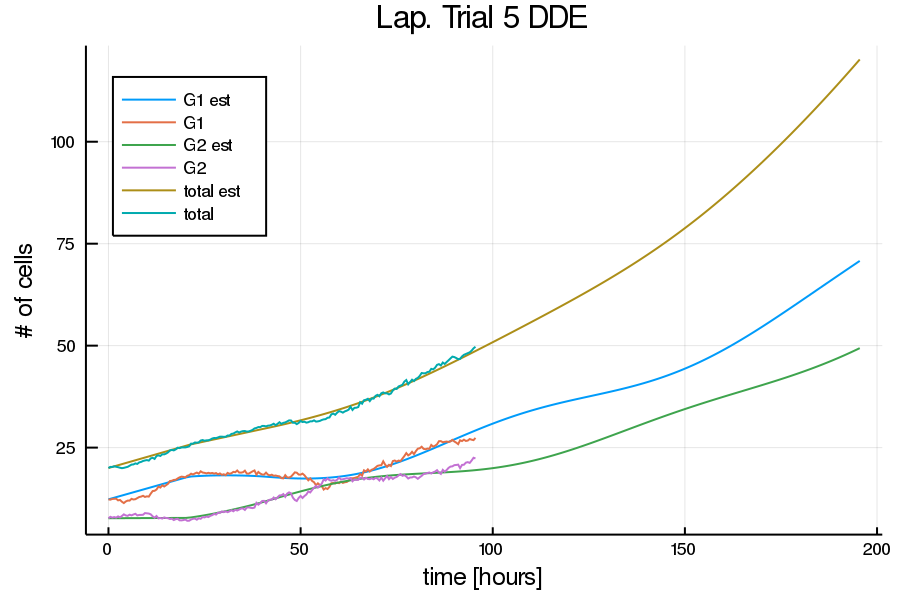 Lap. Trial 5 DDE
G1 est
G1
G2 est
G2
total est
total
100
75
50
25
# of cells
0 50 100 150 200
time [hours]